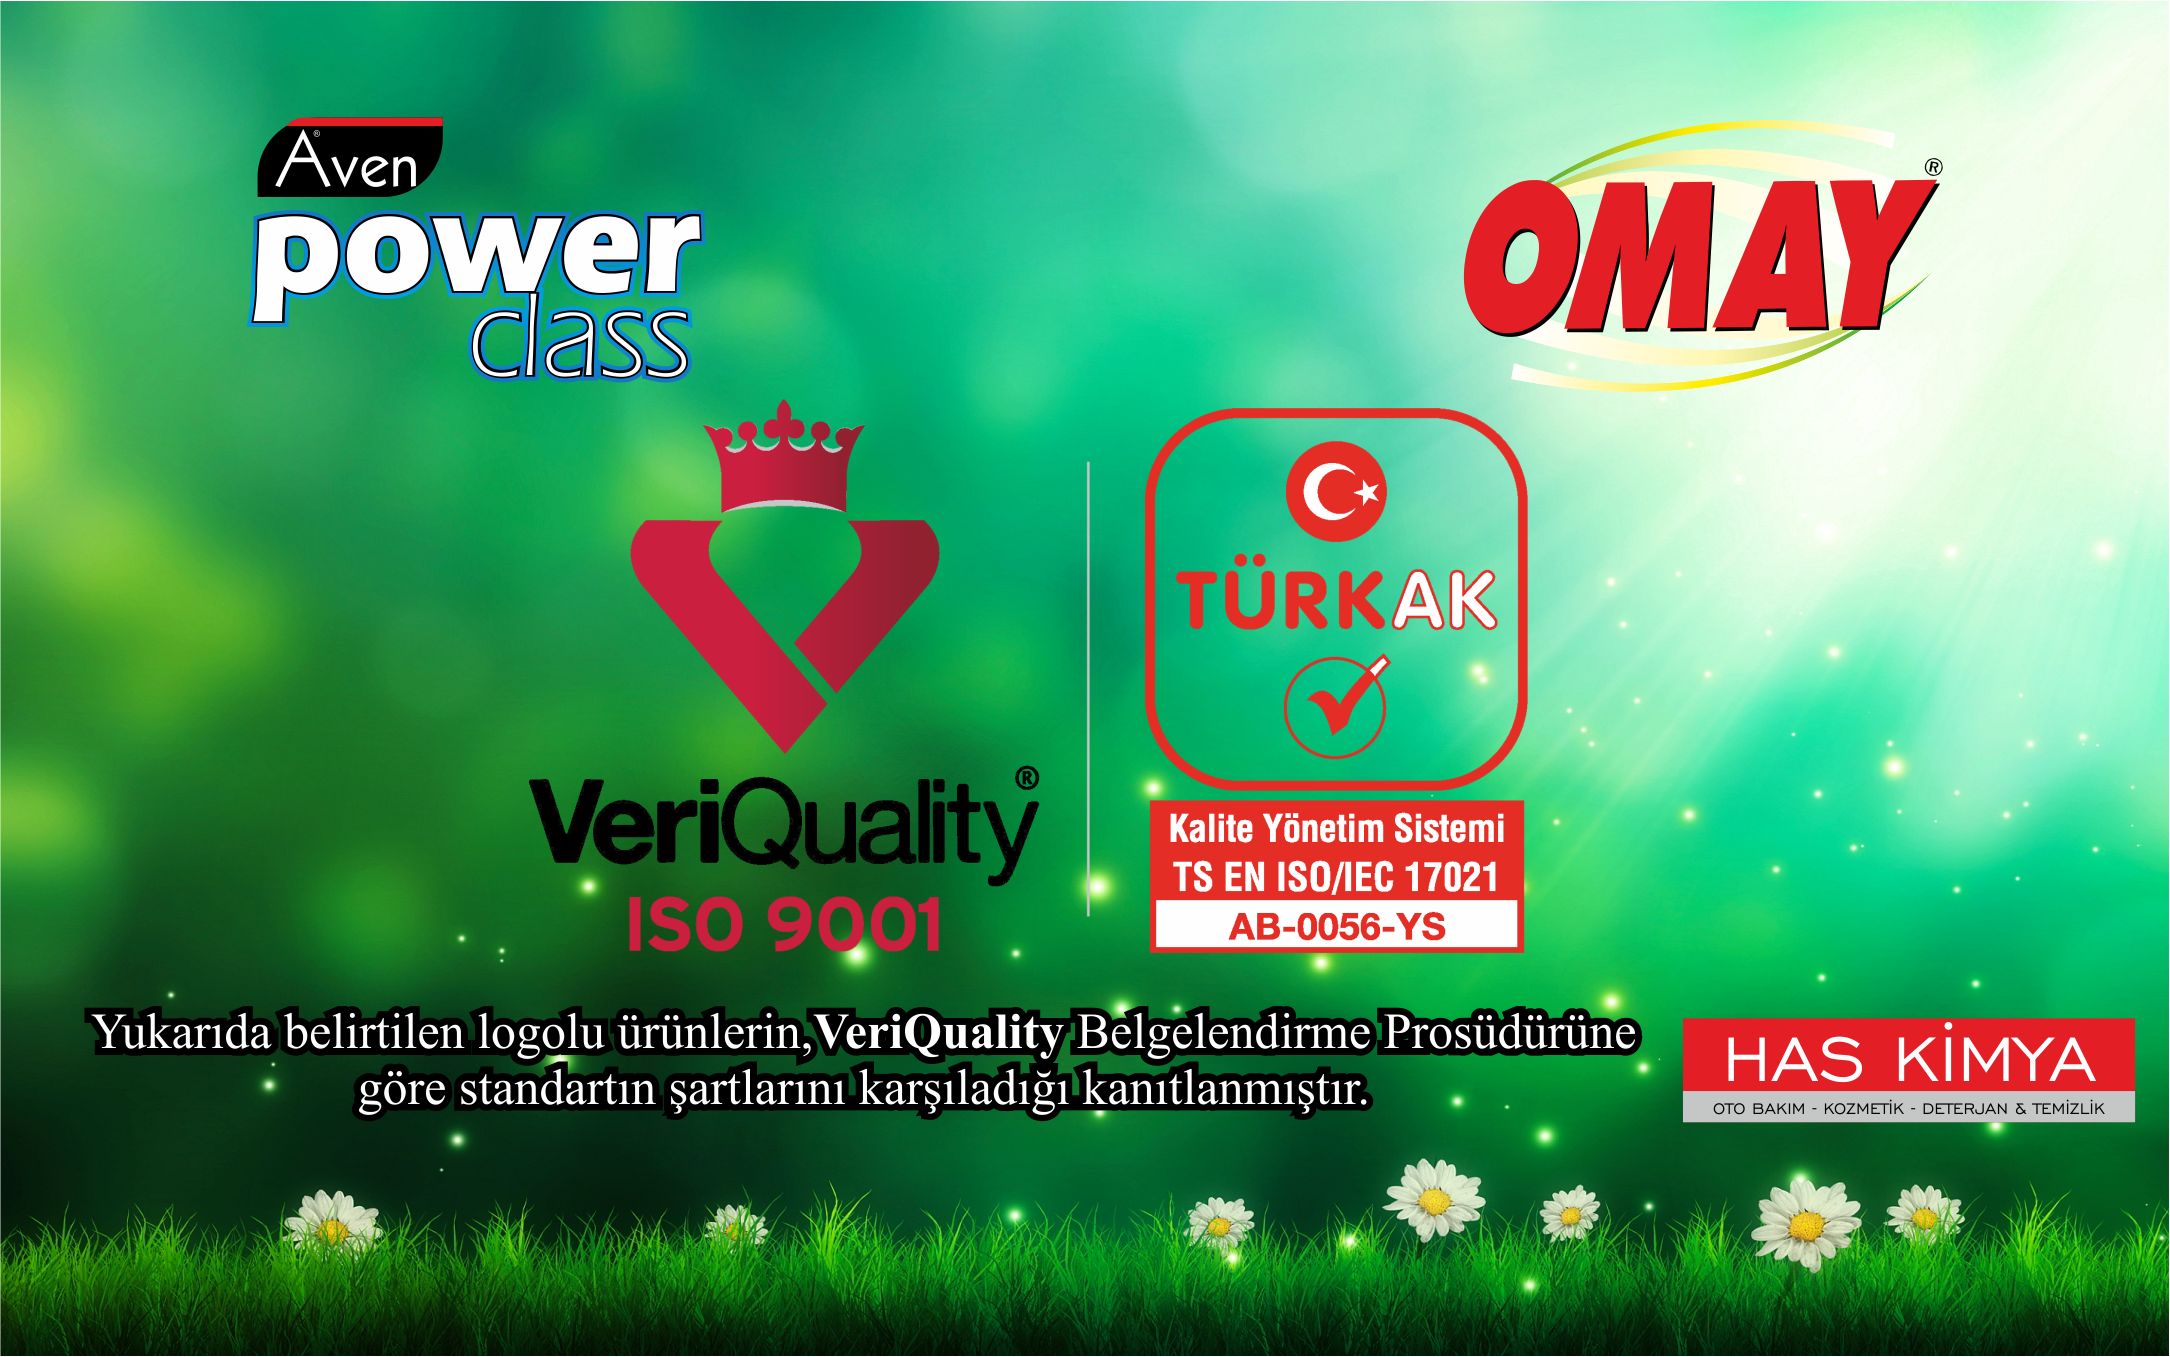 Aven®
power
class
OMAY®
VeriQuality®
ISO 9001
TÜRKAK
Kalite Yönetim Sistemi
TS EN ISO/IEC 17021
AB-0056-YS
Yukarıda belirtilen logolu ürünlerin,VeriQuality Belgelendirme Prosüdürüne
göre standartın şartlarını karşıladığı kanıtlanmıştır.
HAS KİMYA
OTO BAKIM - KOZMETİK - DETERJAN & TEMİZLİK